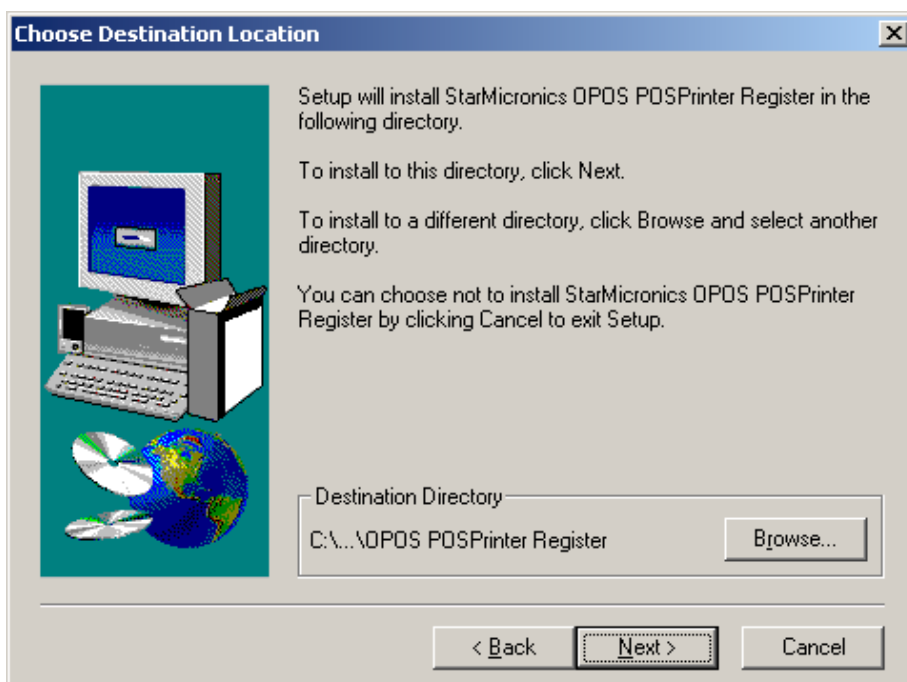 Choose Destination Location
Setup will install StarMicronics OPOS POSPrinter Register in the
following directory.
To install to this directory, click Next.
To install to a different directory, click Browse and select another
directory.
You can choose not to install StarMicronics OPOS POSPrinter
Register by clicking Cancel to exit Setup.
Destination Directory
C:\...\OPOS POSPrinter Register
Browse...
< Back
Next >
Cancel